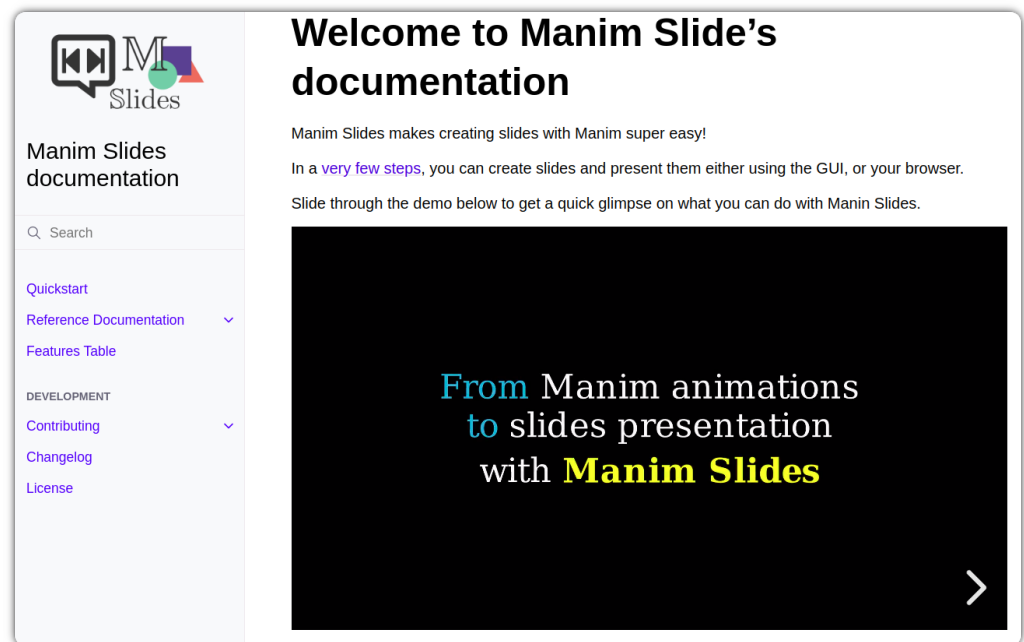 M
Slides
Manim Slides
documentation
Search
Quickstart
Reference Documentation
Features Table
DEVELOPMENT
Contributing
Changelog
License
Welcome to Manim Slide’s
documentation
Manim Slides makes creating slides with Manim super easy!
In a very few steps, you can create slides and present them either using the GUI, or your browser.
Slide through the demo below to get a quick glimpse on what you can do with Manin Slides.
From Manim animations
to slides presentation
with Manim Slides